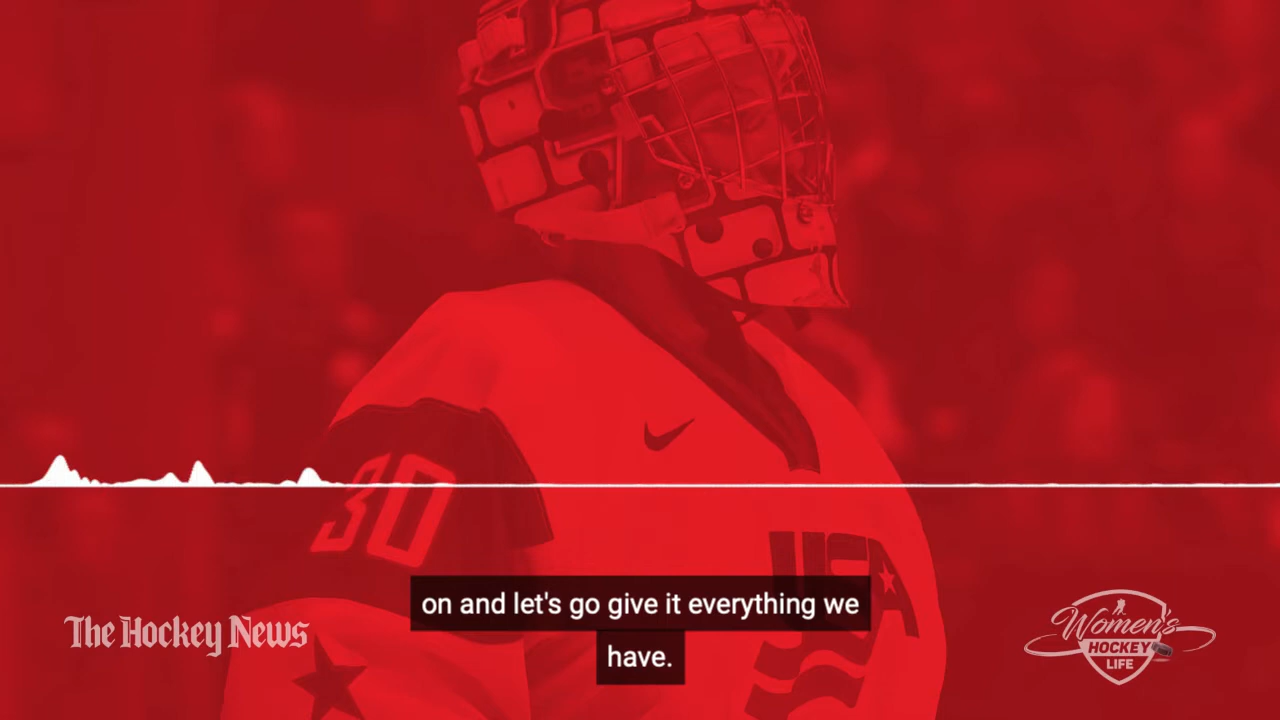 30
USA
on and let's go give it everything we
have.
The Hockey News
Women's
HOCKEY
LIFE